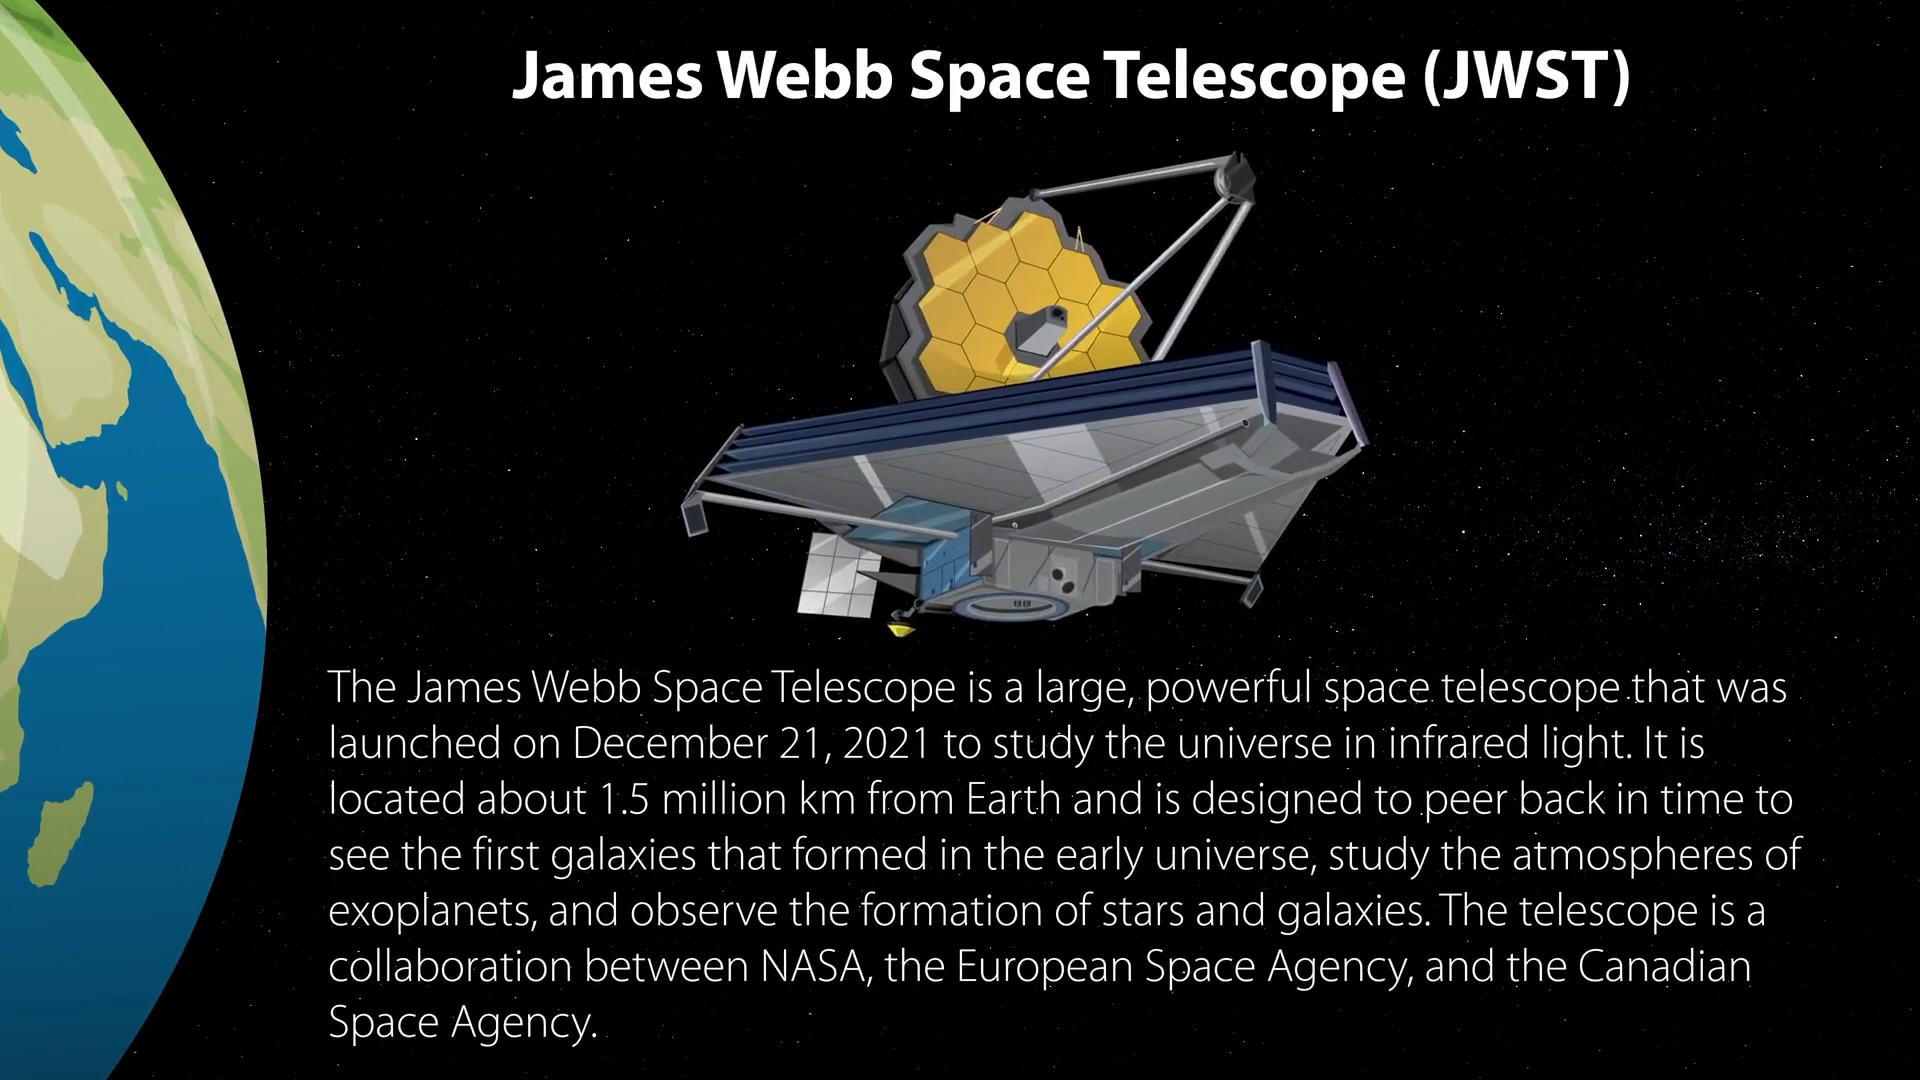 James Webb Space Telescope (JWST)
The James Webb Space Telescope is a large, powerful space telescope that was
launched on December 21, 2021 to study the universe in infrared light. It is
located about 1.5 million km from Earth and is designed to peer back in time to
see the first galaxies that formed in the early universe, study the atmospheres of
exoplanets, and observe the formation of stars and galaxies. The telescope is a
collaboration between NASA, the European Space Agency, and the Canadian
Space Agency.